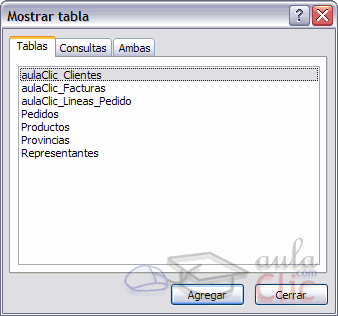 Mostrar tabla
?
Tablas Consultas Ambas
aulaClic_Clientes
aulaClic_Facturas
aulaClic_Lineas_Pedido
Pedidos
Productos
Provincias
Representantes
aula
.com
Clic
Agregar Cerrar